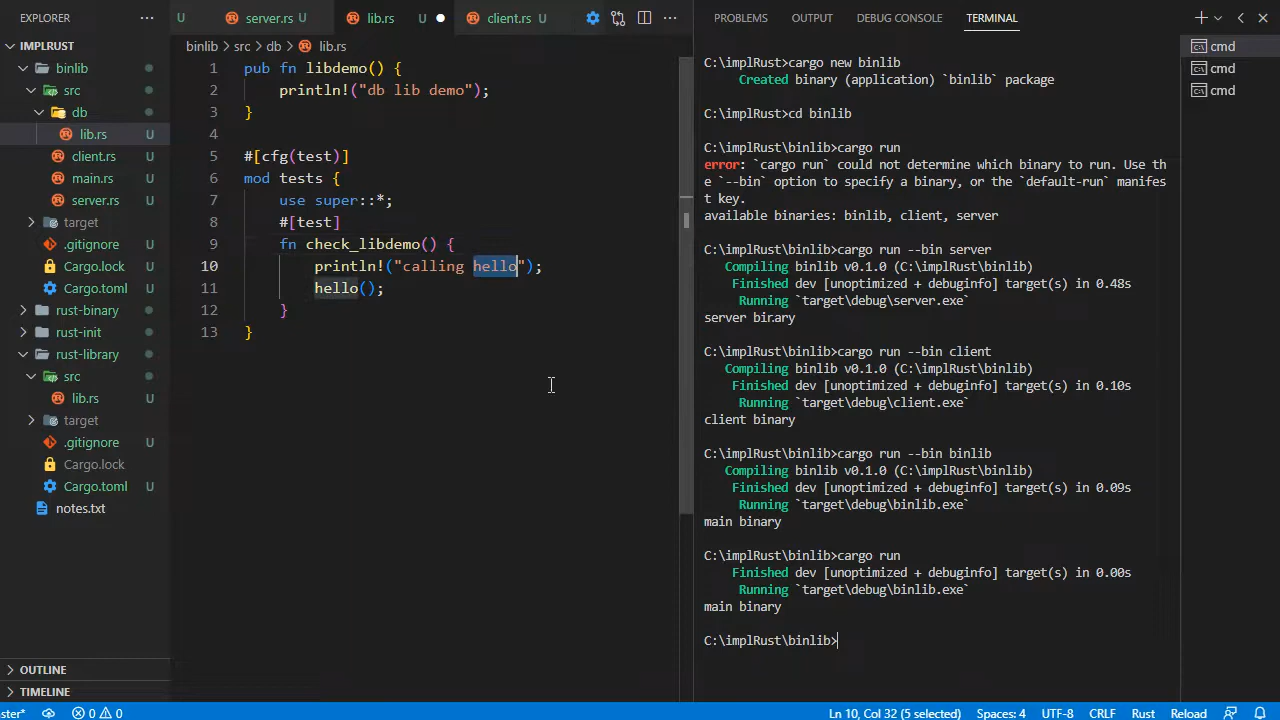 EXPLORER
IMPLRUST
binlib
src
db
lib.rs U
client.rs U
main.rs U
server.rs U
target
.gitignore U
Cargo.lock U
Cargo.toml U
rust-binary
rust-init
rust-library
src
lib.rs U
target
.gitignore U
Cargo.lock
Cargo.toml U
notes.txt
OUTLINE
TIMELINE
U server.rs U lib.rs U client.rs U
binlib > src > db > lib.rs
1 pub fn libdemo() {
2 println!("db lib demo");
3 }
4
5 #[cfg(test)]
6 mod tests {
7 use super::*;
8 #[test]
9 fn check_libdemo() {
10 println!("calling hello");
11 hello();
12 }
13 }
PROBLEMS OUTPUT DEBUG CONSOLE TERMINAL
C:\implRust>cargo new binlib
Created binary (application) `binlib` package
C:\implRust>cd binlib
C:\implRust\binlib>cargo run
error: `cargo run` could not determine which binary to run. Use th
e `--bin` option to specify a binary, or the `default-run` manifes
t key.
available binaries: binlib, client, server
C:\implRust\binlib>cargo run --bin server
Compiling binlib v0.1.0 (C:\implRust\binlib)
Finished dev [unoptimized + debuginfo] target(s) in 0.48s
Running `target\debug\server.exe`
server binary
C:\implRust\binlib>cargo run --bin client
Compiling binlib v0.1.0 (C:\implRust\binlib)
Finished dev [unoptimized + debuginfo] target(s) in 0.10s
Running `target\debug\client.exe`
client binary
C:\implRust\binlib>cargo run --bin binlib
Compiling binlib v0.1.0 (C:\implRust\binlib)
Finished dev [unoptimized + debuginfo] target(s) in 0.09s
Running `target\debug\binlib.exe`
main binary
C:\implRust\binlib>cargo run
Finished dev [unoptimized + debuginfo] target(s) in 0.00s
Running `target\debug\binlib.exe`
main binary
C:\implRust\binlib>
cmd
cmd
cmd
ster* 0 0 Ln 10, Col 32 (5 selected) Spaces: 4 UTF-8 CRLF Rust Reload